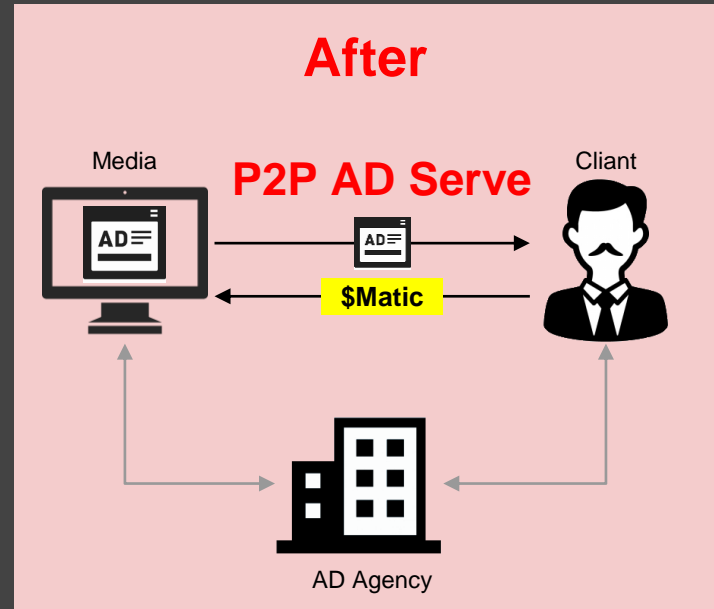 After
Media
P2P AD Serve
Cliant
AD
AD
$Matic
AD Agency